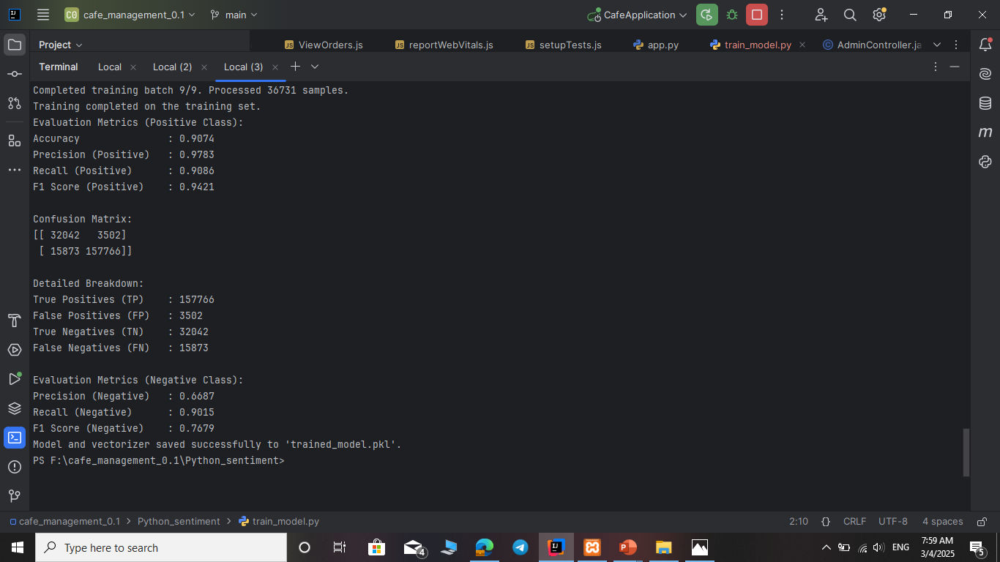 C0 cafe_management_0.1 main CafeApplication
Project ViewOrders.js reportWebVitals.js setupTests.js app.py train_model.py AdminController.ja
Terminal Local Local (2) Local (3)
Completed training batch 9/9. Processed 36731 samples.
Training completed on the training set.
Evaluation Metrics (Positive Class):
Accuracy : 0.9074
Precision (Positive) : 0.9783
Recall (Positive) : 0.9086
F1 Score (Positive) : 0.9421
Confusion Matrix:
[[ 32042 3502]
[ 15873 157766]]
Detailed Breakdown:
True Positives (TP) : 157766
False Positives (FP) : 3502
True Negatives (TN) : 32042
False Negatives (FN) : 15873
Evaluation Metrics (Negative Class):
Precision (Negative) : 0.6687
Recall (Negative) : 0.9015
F1 Score (Negative) : 0.7679
Model and vectorizer saved successfully to 'trained_model.pkl'.
PS F:\cafe_management_0.1\Python_sentiment>
cafe_management_0.1 > Python_sentiment > train_model.py 2:10 {} CRLF UTF-8 4 spaces
Type here to search 4 ENG 7:59 AM
3/4/2025 5